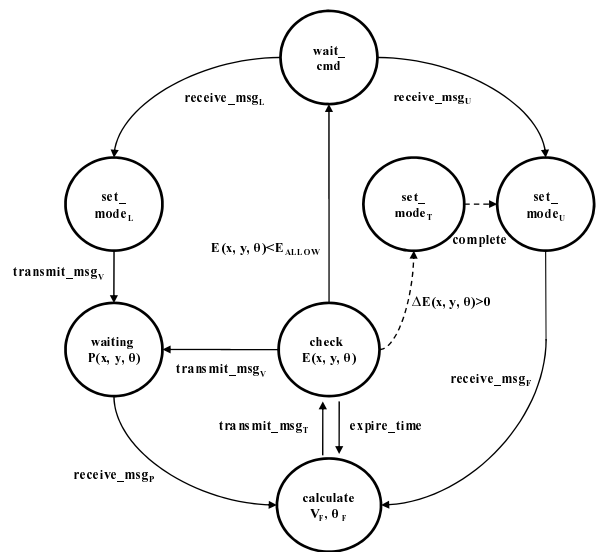 wait_
cmd
receive_msgL
receive_msgU
set_
modeL
set_
modeT
set_
modeU
complete
E(x, y, θ)<EALLOW
transmit_msgV
ΔE(x, y, θ)>0
waiting
P(x, y, θ)
check
E(x, y, θ)
transmit_msgV
receive_msgF
transmit_msgT
expire_time
receive_msgP
calculate
VF, θF